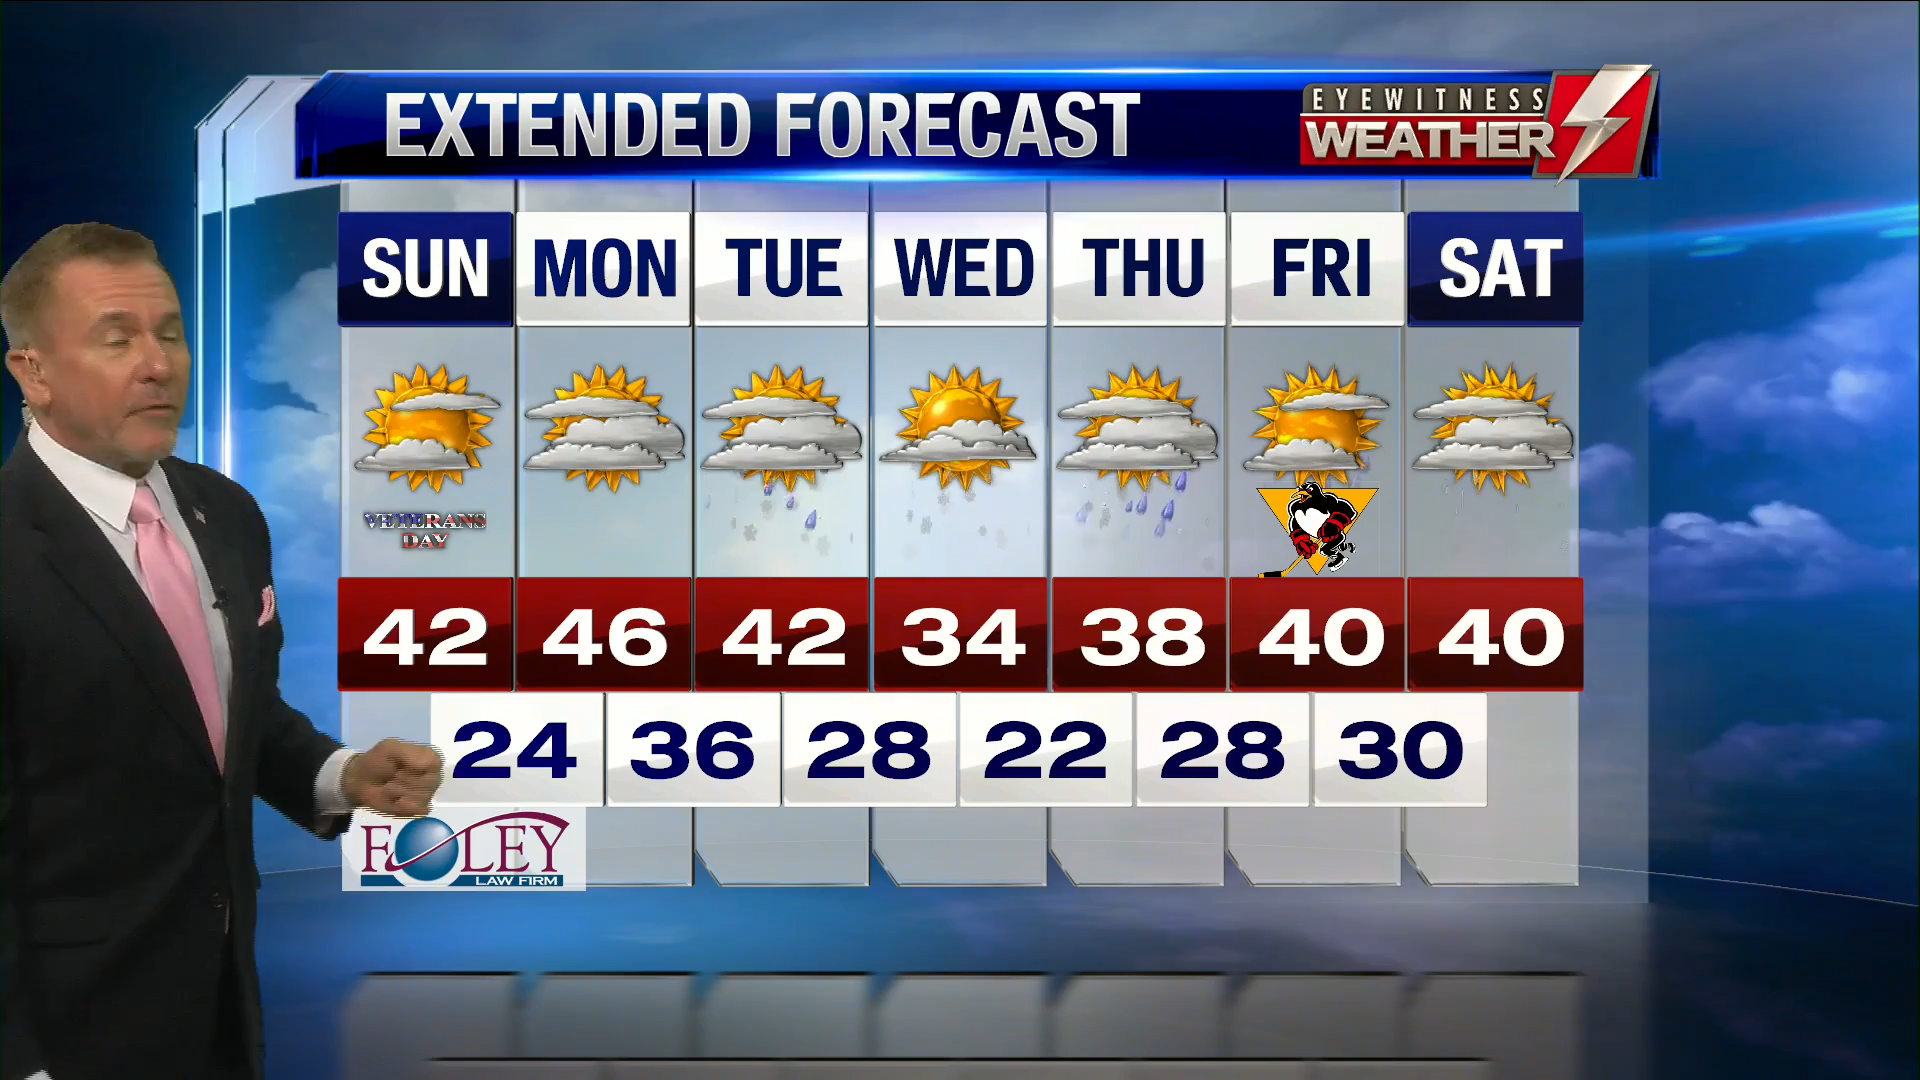 EXTENDED FORECAST
EYEWITNESS
WEATHER
SUN MON TUE WED THU FRI SAT
VETERANS
DAY
42 46 42 34 38 40 40
24 36 28 22 28 30
FOLEY
LAW FIRM